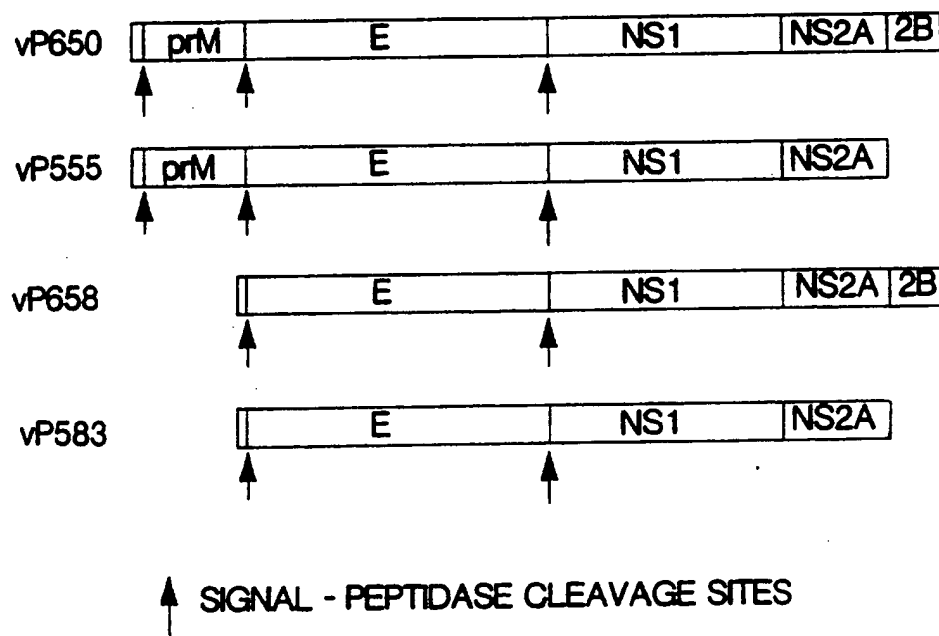 vP650 prM E NS1 NS2A 2B
vP555 prM E NS1 NS2A
vP658 E NS1 NS2A 2B
vP583 E NS1 NS2A
SIGNAL - PEPTIDASE CLEAVAGE SITES